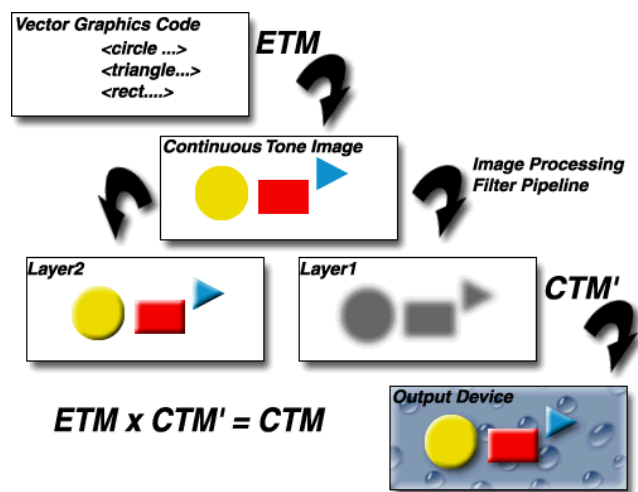 Vector Graphics Code
<circle ...>
<triangle...>
<rect....>
ETM
Continuous Tone Image
Image Processing
Filter Pipeline
Layer2
Layer1
CTM'
ETM x CTM' = CTM
Output Device